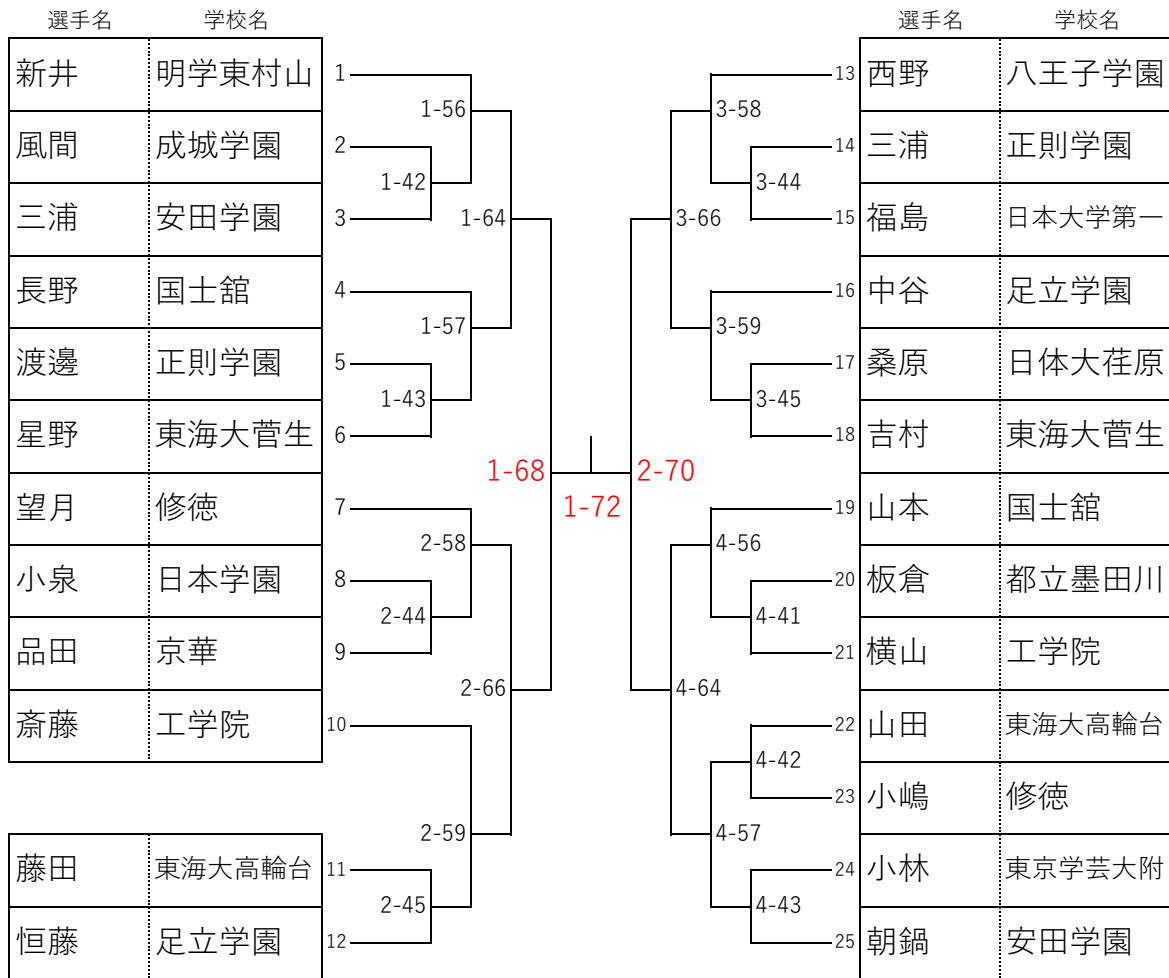 選手名 学校名 選手名 学校名
新井 明学東村山 1 13 西野 八王子学園
1-56 3-58
風間 成城学園 2 14 三浦 正則学園
1-42 3-44
三浦 安田学園 3 1-64 3-66 15 福島 日本大学第一
長野 国士舘 4 16 中谷 足立学園
1-57 3-59
渡邊 正則学園 5 17 桑原 日体大荏原
1-43 3-45
星野 東海大菅生 6 18 吉村 東海大菅生
1-68 2-70
望月 修徳 7 1-72 19 山本 国士舘
2-58 4-56
小泉 日本学園 8 20 板倉 都立墨田川
2-44 4-41
品田 京華 9 21 横山 工学院
2-66 4-64
斎藤 工学院 10 22 山田 東海大高輪台
4-42
23 小嶋 修徳
2-59 4-57
藤田 東海大高輪台 11 24 小林 東京学芸大附
2-45 4-43
恒藤 足立学園 12 25 朝鍋 安田学園